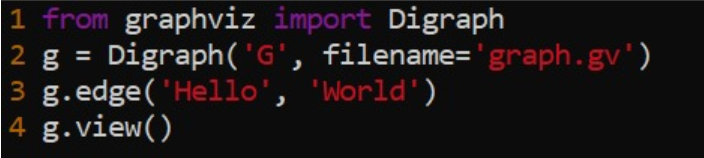 1 from graphviz import Digraph
2 g = Digraph('G', filename='graph.gv')
3 g.edge('Hello', 'World')
4 g.view()